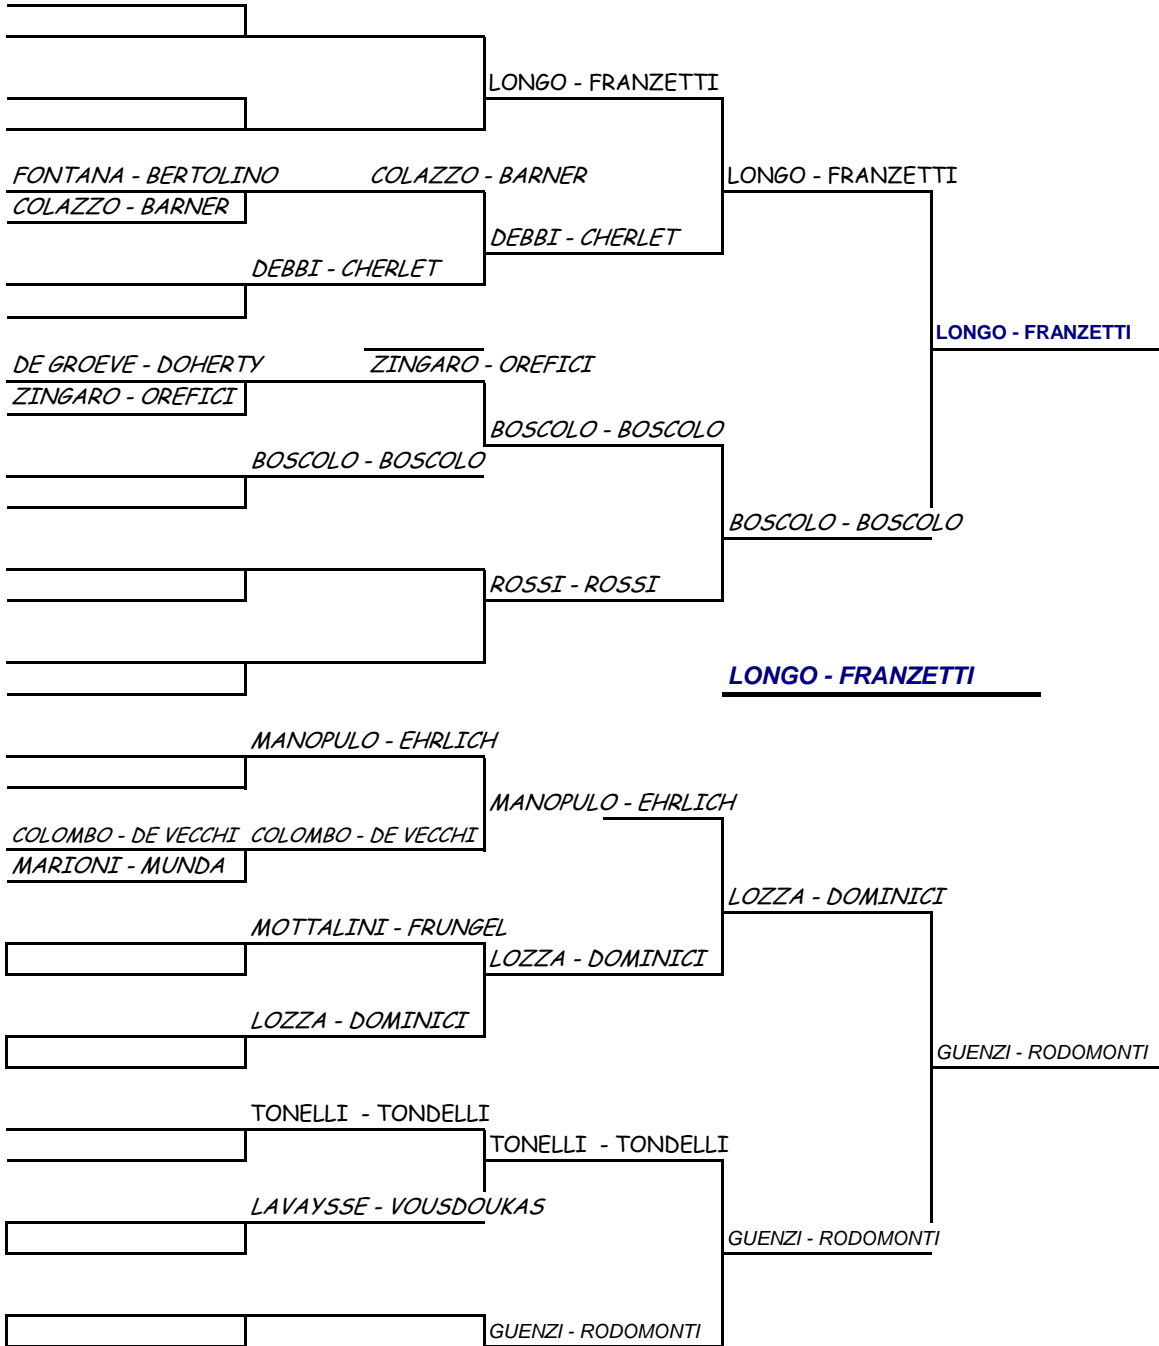 LONGO - FRANZETTI
FONTANA - BERTOLINO COLAZZO - BARNER LONGO - FRANZETTI
COLAZZO - BARNER
DEBBI - CHERLET
DEBBI - CHERLET
LONGO - FRANZETTI
DE GROEVE - DOHERTY ZINGARO - OREFICI
ZINGARO - OREFICI
BOSCOLO - BOSCOLO
BOSCOLO - BOSCOLO
BOSCOLO - BOSCOLO
ROSSI - ROSSI
LONGO - FRANZETTI
MANOPULO - EHRLICH
MANOPULO - EHRLICH
COLOMBO - DE VECCHI COLOMBO - DE VECCHI
MARIONI - MUNDA
LOZZA - DOMINICI
MOTTALINI - FRUNGEL
LOZZA - DOMINICI
LOZZA - DOMINICI
GUENZI - RODOMONTI
TONELLI - TONDELLI
TONELLI - TONDELLI
LAVAYSSE - VOUSDOUKAS
GUENZI - RODOMONTI
GUENZI - RODOMONTI